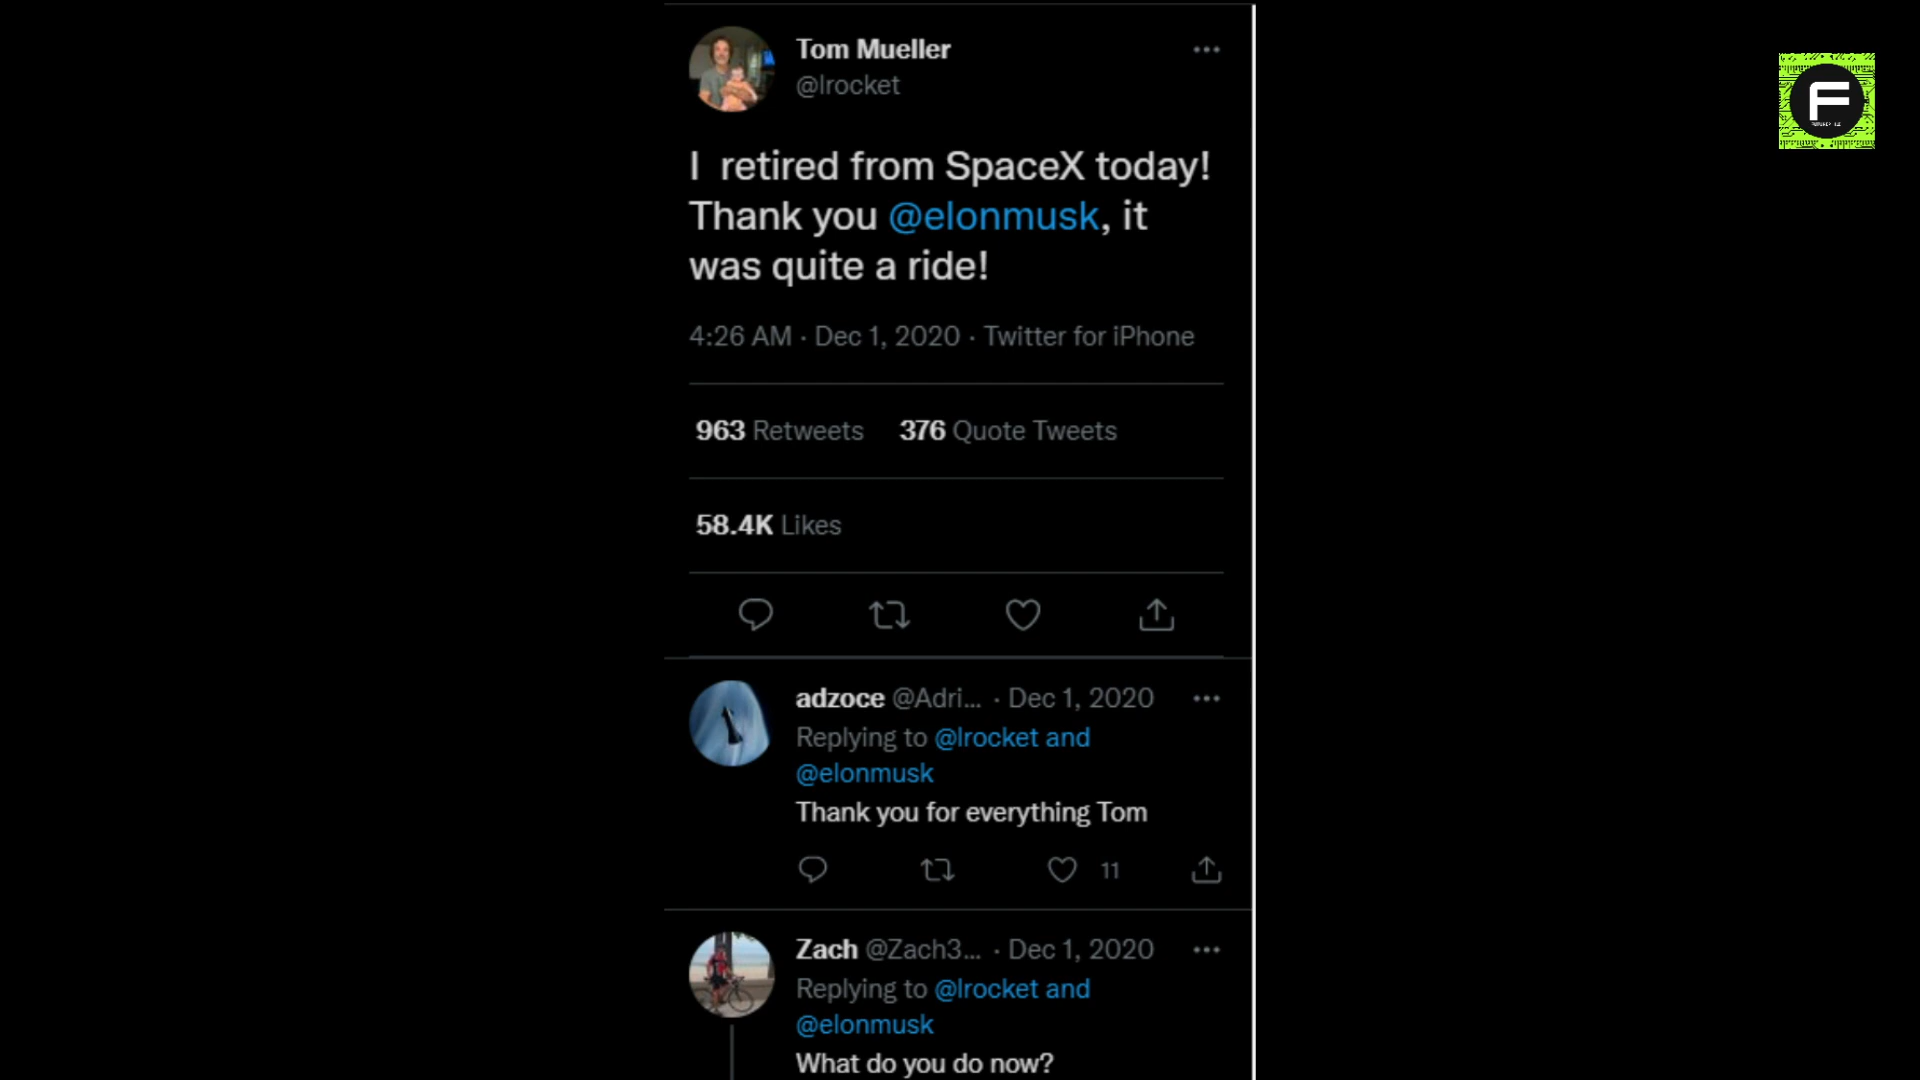 Tom Mueller
@lrocket
I retired from SpaceX today!
Thank you @elonmusk, it
was quite a ride!
4:26 AM · Dec 1, 2020 · Twitter for iPhone
963 Retweets 376 Quote Tweets
58.4K Likes
adzoce @Adri... · Dec 1, 2020
Replying to @lrocket and
@elonmusk
Thank you for everything Tom
11
Zach @Zach3... · Dec 1, 2020
Replying to @lrocket and
@elonmusk
What do you do now?
F